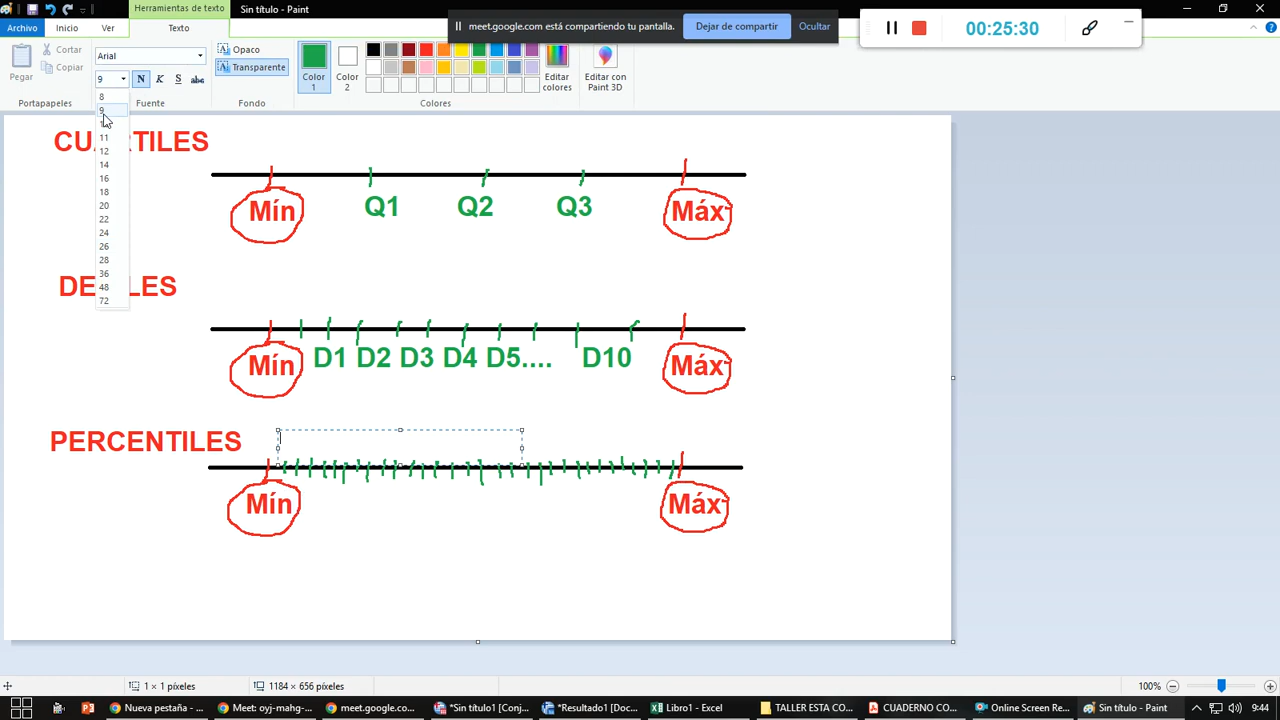 Herramientas de texto
Sin título - Paint
Archivo
Inicio
Ver
Texto
meet.google.com está compartiendo tu pantalla.
Dejar de compartir
Ocultar
00:25:30
Pegar
Cortar
Copiar
Portapapeles
Arial
9
N K S abc
Fuente
Opaco
Transparente
Fondo
Color 1
Color 2
Colores
Editar colores
Editar con Paint 3D
8
9
11
12
14
16
18
20
22
24
26
28
36
48
72
Mín Q1 Q2 Q3 Máx
Mín D1 D2 D3 D4 D5.... D10 Máx
PERCENTILES
Mín Máx
1 × 1 píxeles
1184 × 656 píxeles
100%
Nueva pestaña - ...
Meet: oyj-mahg-...
meet.google.co...
*Sin título1 [Conj...
*Resultado1 [Doc...
Libro1 - Excel
TALLER ESTA CO...
CUADERNO CO...
Online Screen Re...
Sin título - Paint
9:44